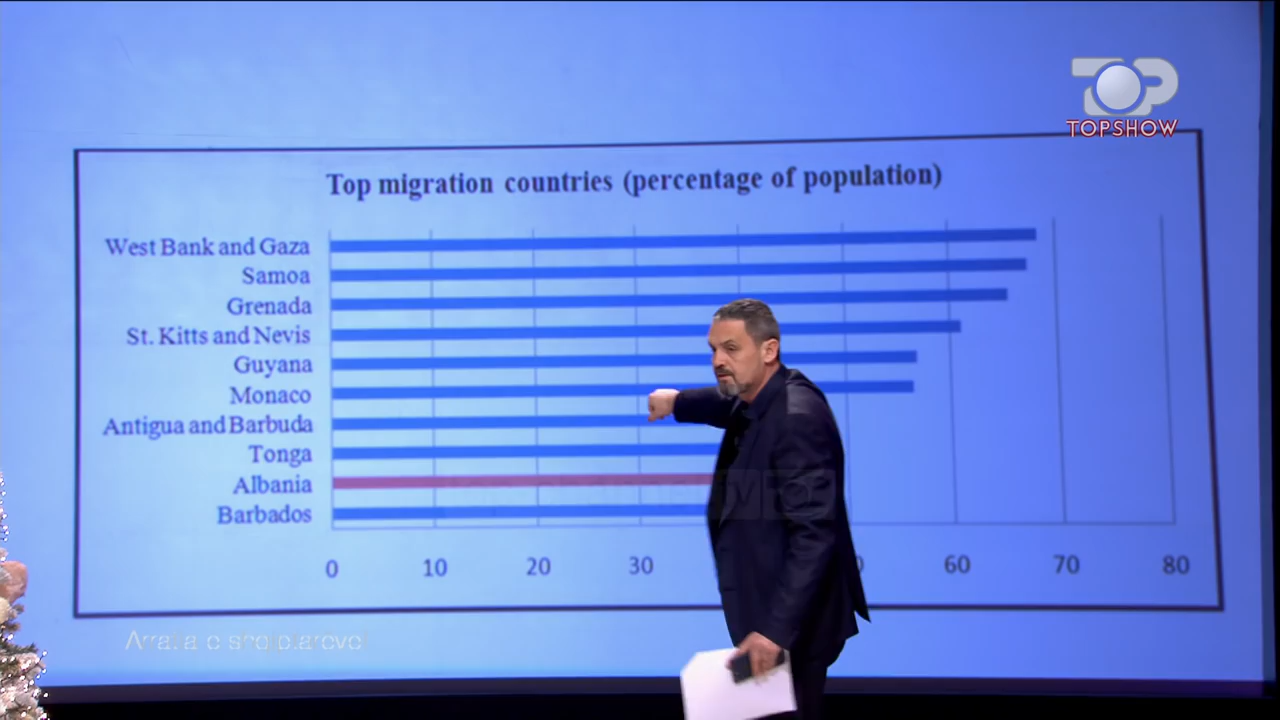 TOP
TOPSHOW
Top migration countries (percentage of population)
West Bank and Gaza
Samoa
Grenada
St. Kitts and Nevis
Guyana
Monaco
Antigua and Barbuda
Tonga
Albania
Barbados
0 10 20 30 60 70 80